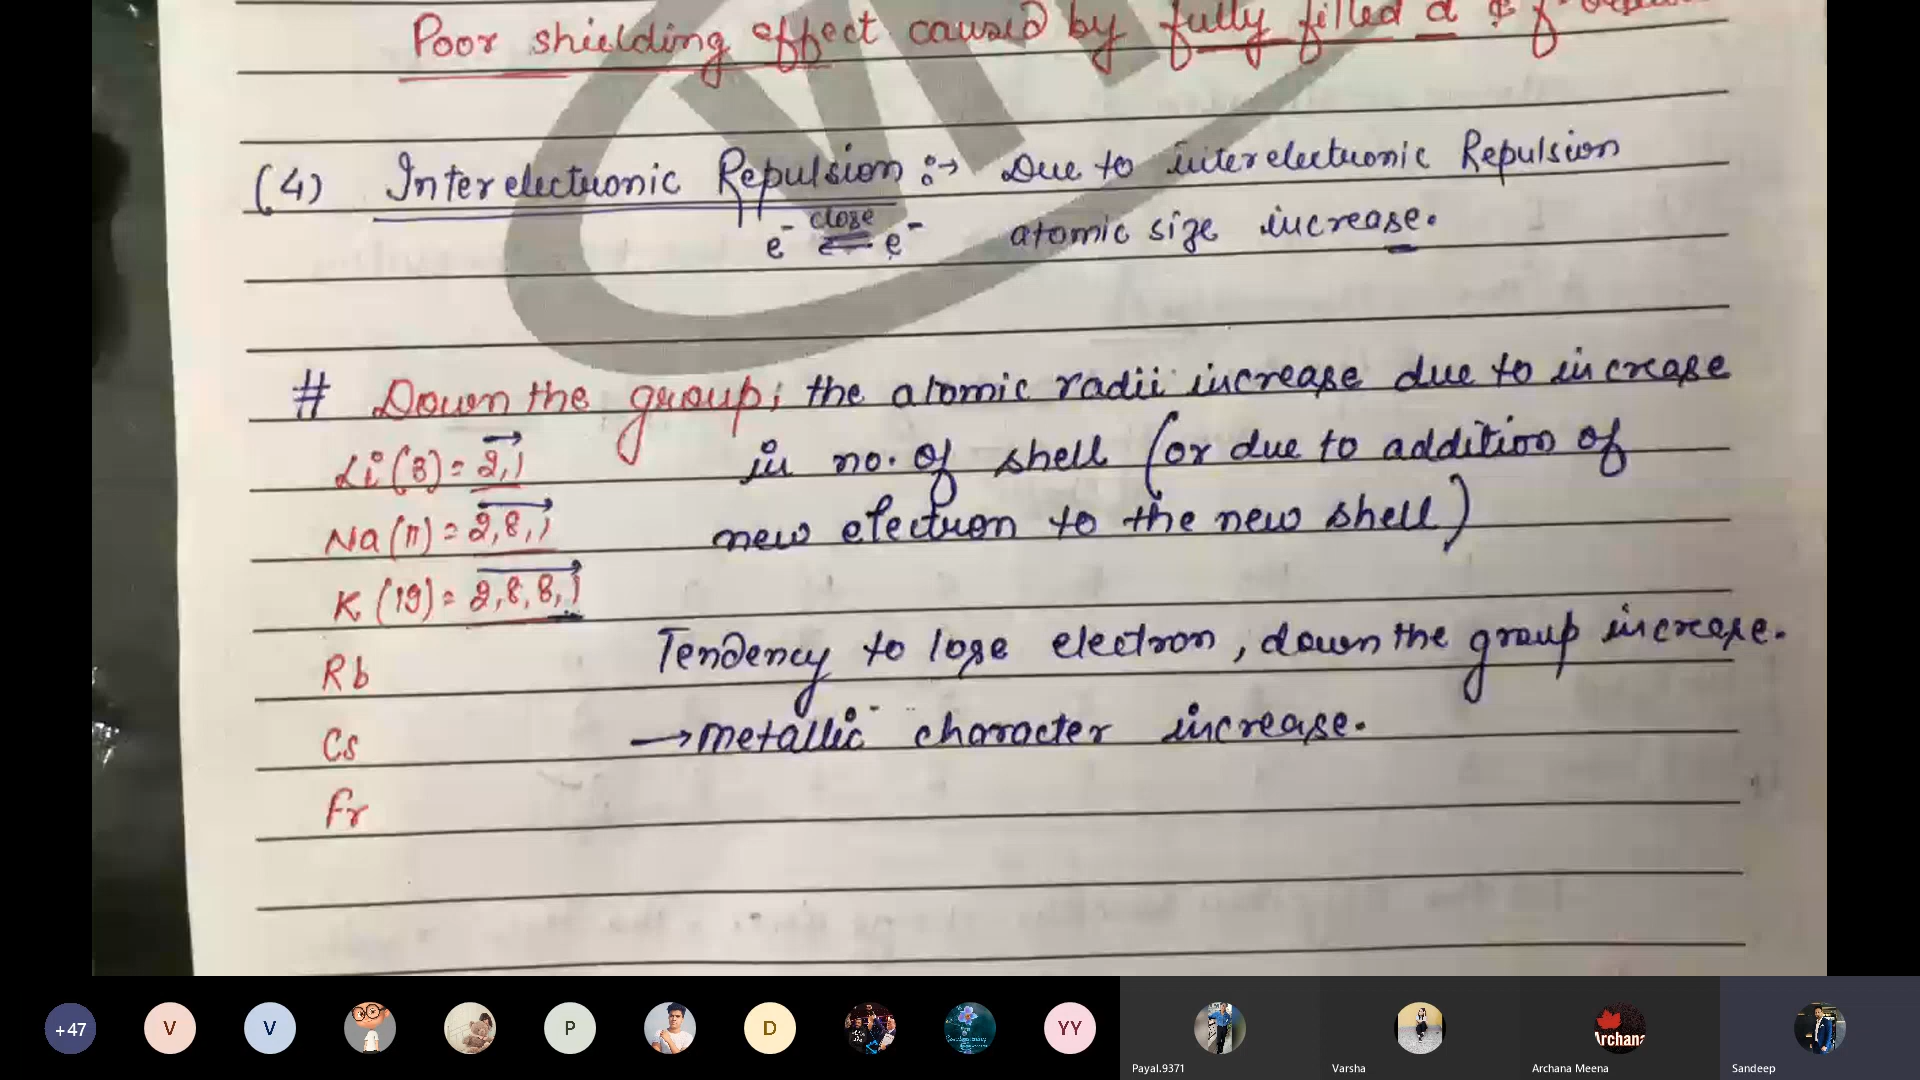 Poor shielding effect caused by fully filled d & f-
(4) Interelectronic Repulsion :→ Due to interelectronic Repulsion
e⁻ close e⁻ atomic size increase.
# Down the group; the atomic radii increase due to increase
Li(3) = 2,1 in no. of shell (or due to addition of
Na(11) = 2,8,1 new electron to the new shell)
K(19) = 2,8,8,1
Rb Tendency to lose electron, down the group increase.
Cs → metallic character increase.
Fr
+47 V V P D YY
Archana
Payal.9371 Varsha Archana Meena Sandeep